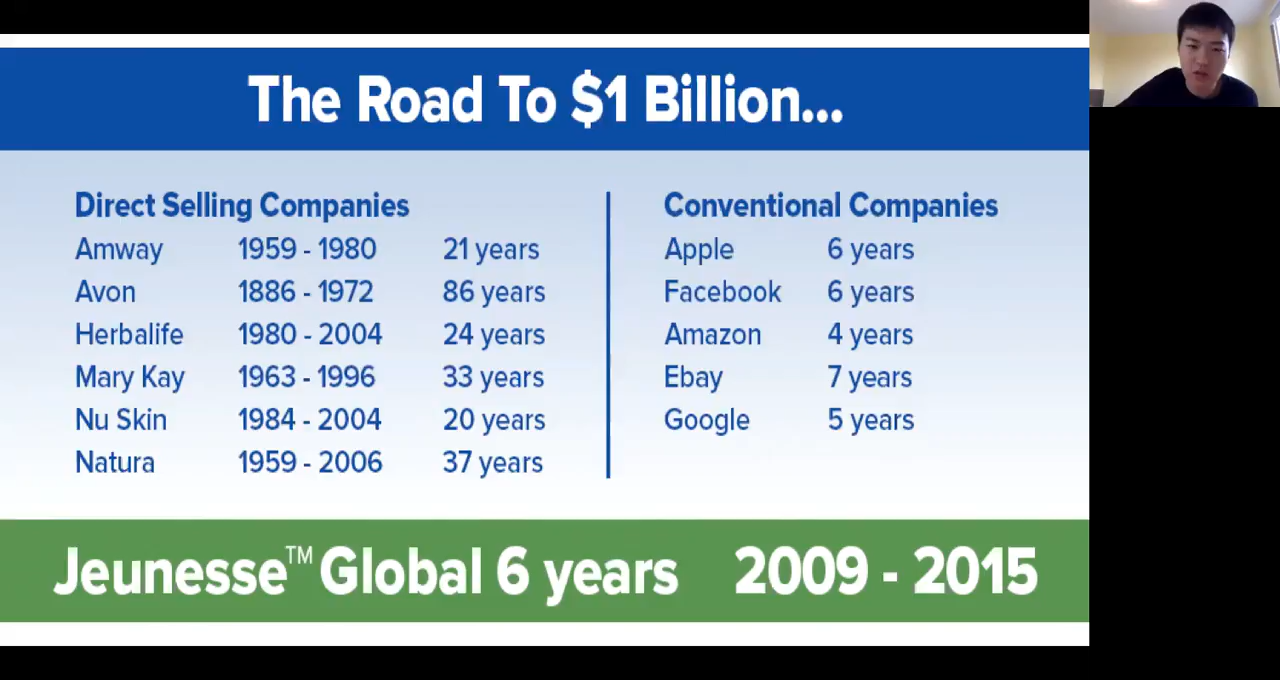 The Road To $1 Billion...
Direct Selling Companies
Amway 1959 - 1980 21 years
Avon 1886 - 1972 86 years
Herbalife 1980 - 2004 24 years
Mary Kay 1963 - 1996 33 years
Nu Skin 1984 - 2004 20 years
Natura 1959 - 2006 37 years
Conventional Companies
Apple 6 years
Facebook 6 years
Amazon 4 years
Ebay 7 years
Google 5 years
Jeunesse™ Global 6 years 2009 - 2015